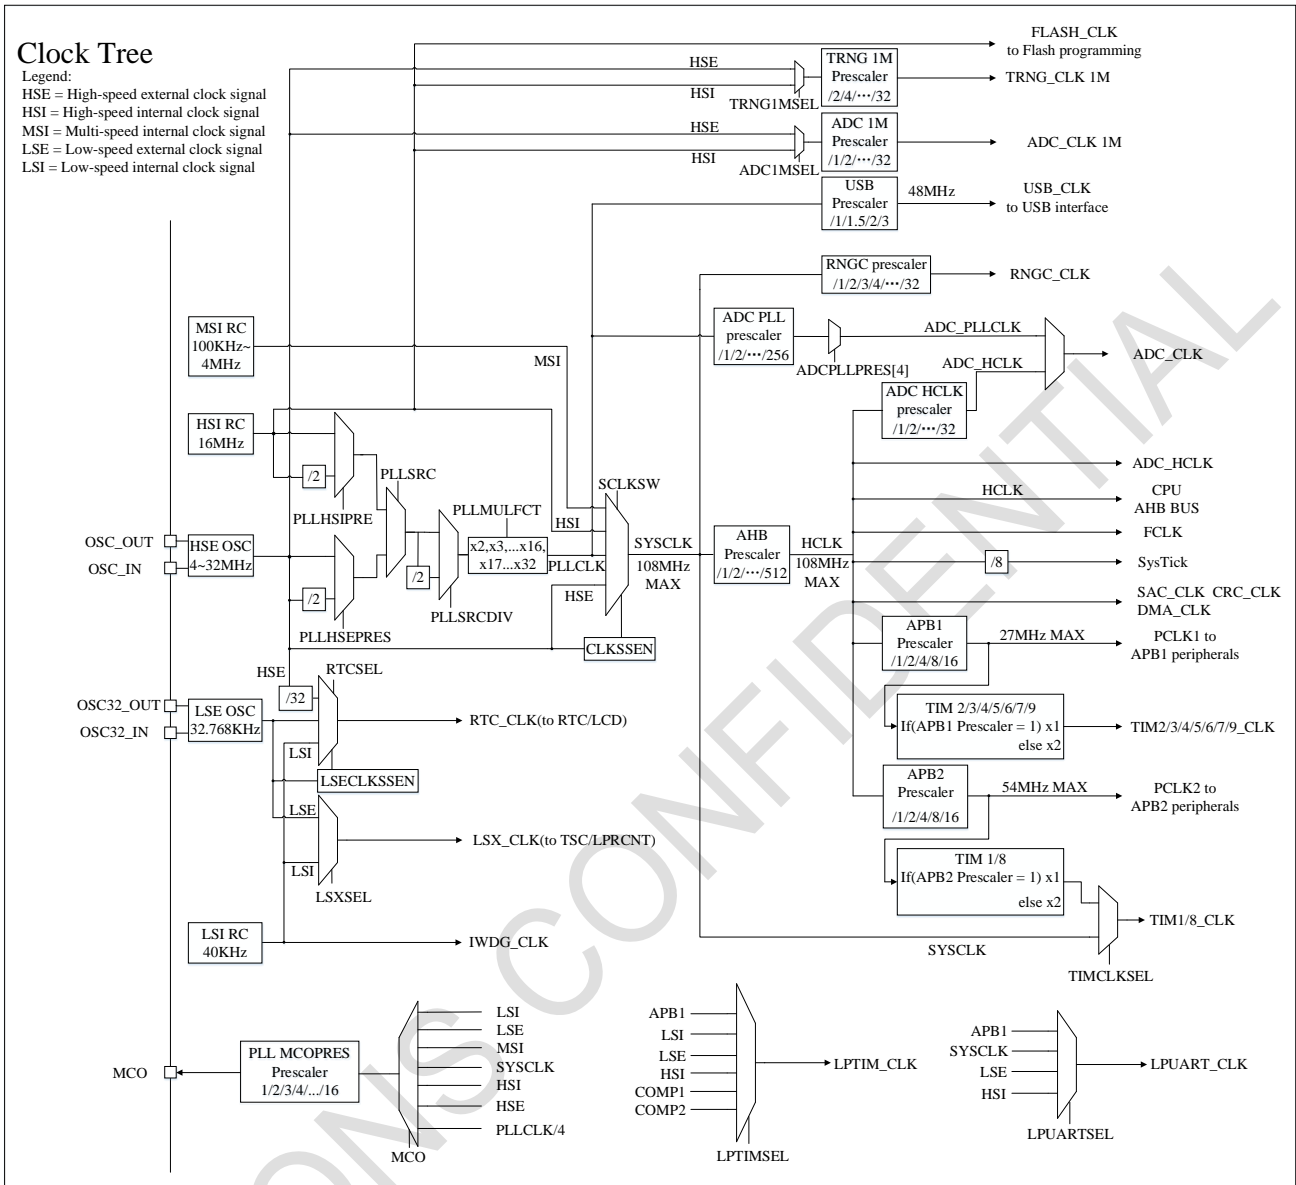 Clock Tree
Legend:
HSE = High-speed external clock signal
HSI = High-speed internal clock signal
MSI = Multi-speed internal clock signal
LSE = Low-speed external clock signal
LSI = Low-speed internal clock signal
FLASH_CLK
to Flash programming
HSE
HSI
TRNG1MSEL
TRNG 1M
Prescaler
/2/4/···/32
TRNG_CLK 1M
HSE
HSI
ADC1MSEL
ADC 1M
Prescaler
/1/2/···/32
ADC_CLK 1M
USB
Prescaler
/1/1.5/2/3
48MHz
USB_CLK
to USB interface
RNGC prescaler
/1/2/3/4/···/32
RNGC_CLK
MSI RC
100KHz~
4MHz
MSI
ADC PLL
prescaler
/1/2/···/256
ADCPLLPRES[4]
ADC_PLLCLK
ADC_HCLK
ADC_CLK
ADC HCLK
prescaler
/1/2/···/32
HSI RC
16MHz
/2
PLLHSIPRE
PLLSRC
ADC_HCLK
SCLKSW
HCLK
CPU
AHB BUS
FCLK
OSC_OUT
OSC_IN
HSE OSC
4~32MHz
/2
PLLHSEPRES
/2
PLLSRCDIV
PLLMULFCT
x2,x3,...x16,
x17...x32
PLLCLK
HSI
HSE
CLKSSEN
SYSCLK
108MHz
MAX
AHB
Prescaler
/1/2/···/512
HCLK
108MHz
MAX
/8
SysTick
SAC_CLK CRC_CLK
DMA_CLK
APB1
Prescaler
/1/2/4/8/16
27MHz MAX
PCLK1 to
APB1 peripherals
HSE
/32
RTCSEL
OSC32_OUT
OSC32_IN
LSE OSC
32.768KHz
LSI
RTC_CLK(to RTC/LCD)
LSECLKSSEN
TIM 2/3/4/5/6/7/9
If(APB1 Prescaler = 1) x1
else x2
TIM2/3/4/5/6/7/9_CLK
APB2
Prescaler
/1/2/4/8/16
54MHz MAX
PCLK2 to
APB2 peripherals
LSE
LSI
LSXSEL
LSX_CLK(to TSC/LPRCNT)
TIM 1/8
If(APB2 Prescaler = 1) x1
else x2
TIM1/8_CLK
SYSCLK
TIMCLKSEL
LSI RC
40KHz
IWDG_CLK
MCO
PLL MCOPRES
Prescaler
1/2/3/4/.../16
LSI
LSE
MSI
SYSCLK
HSI
HSE
PLLCLK/4
MCO
APB1
LSI
LSE
HSI
COMP1
COMP2
LPTIMSEL
LPTIM_CLK
APB1
SYSCLK
LSE
HSI
LPUARTSEL
LPUART_CLK
ONS CONFIDENTIAL